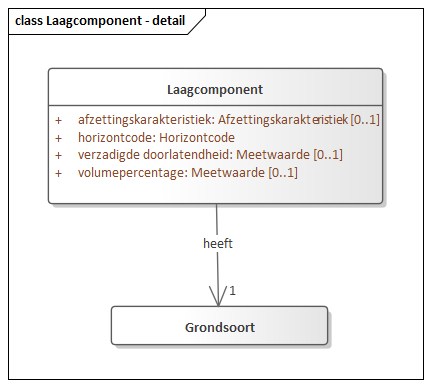 class Laagcomponent - detail
Laagcomponent
+ afzettingskarakteristiek: Afzettingskarakteristiek [0..1]
+ horizontcode: Horizontcode
+ verzadigde doorlatendheid: Meetwaarde [0..1]
+ volumepercentage: Meetwaarde [0..1]
heeft
1
Grondsoort